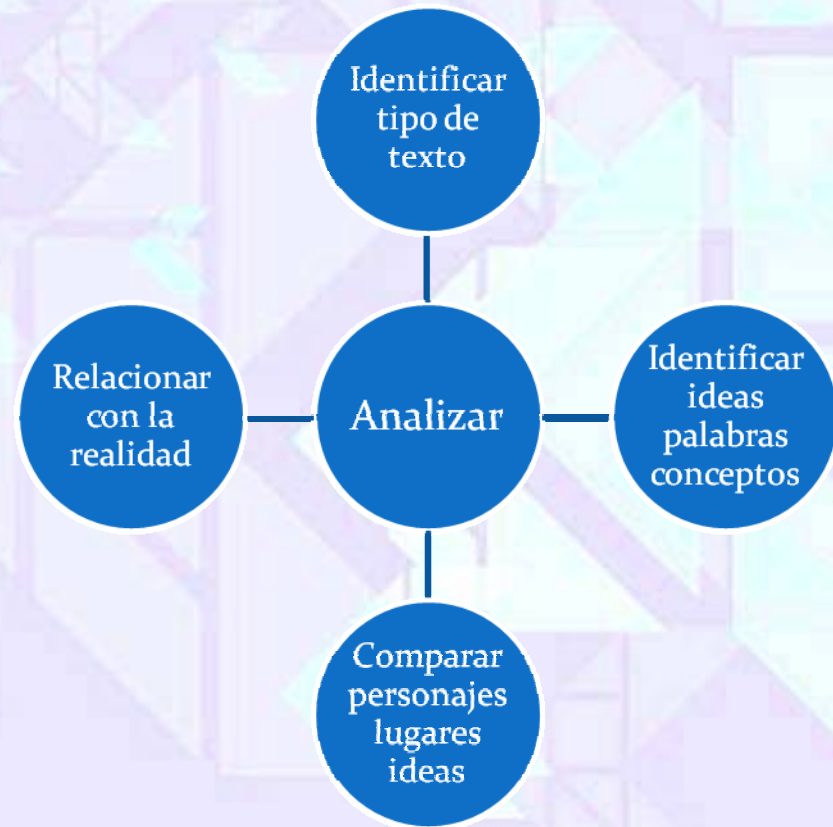 Identificar
tipo de
texto
Relacionar
con la
realidad
Analizar
Identificar
ideas
palabras
conceptos
Comparar
personajes
lugares
ideas